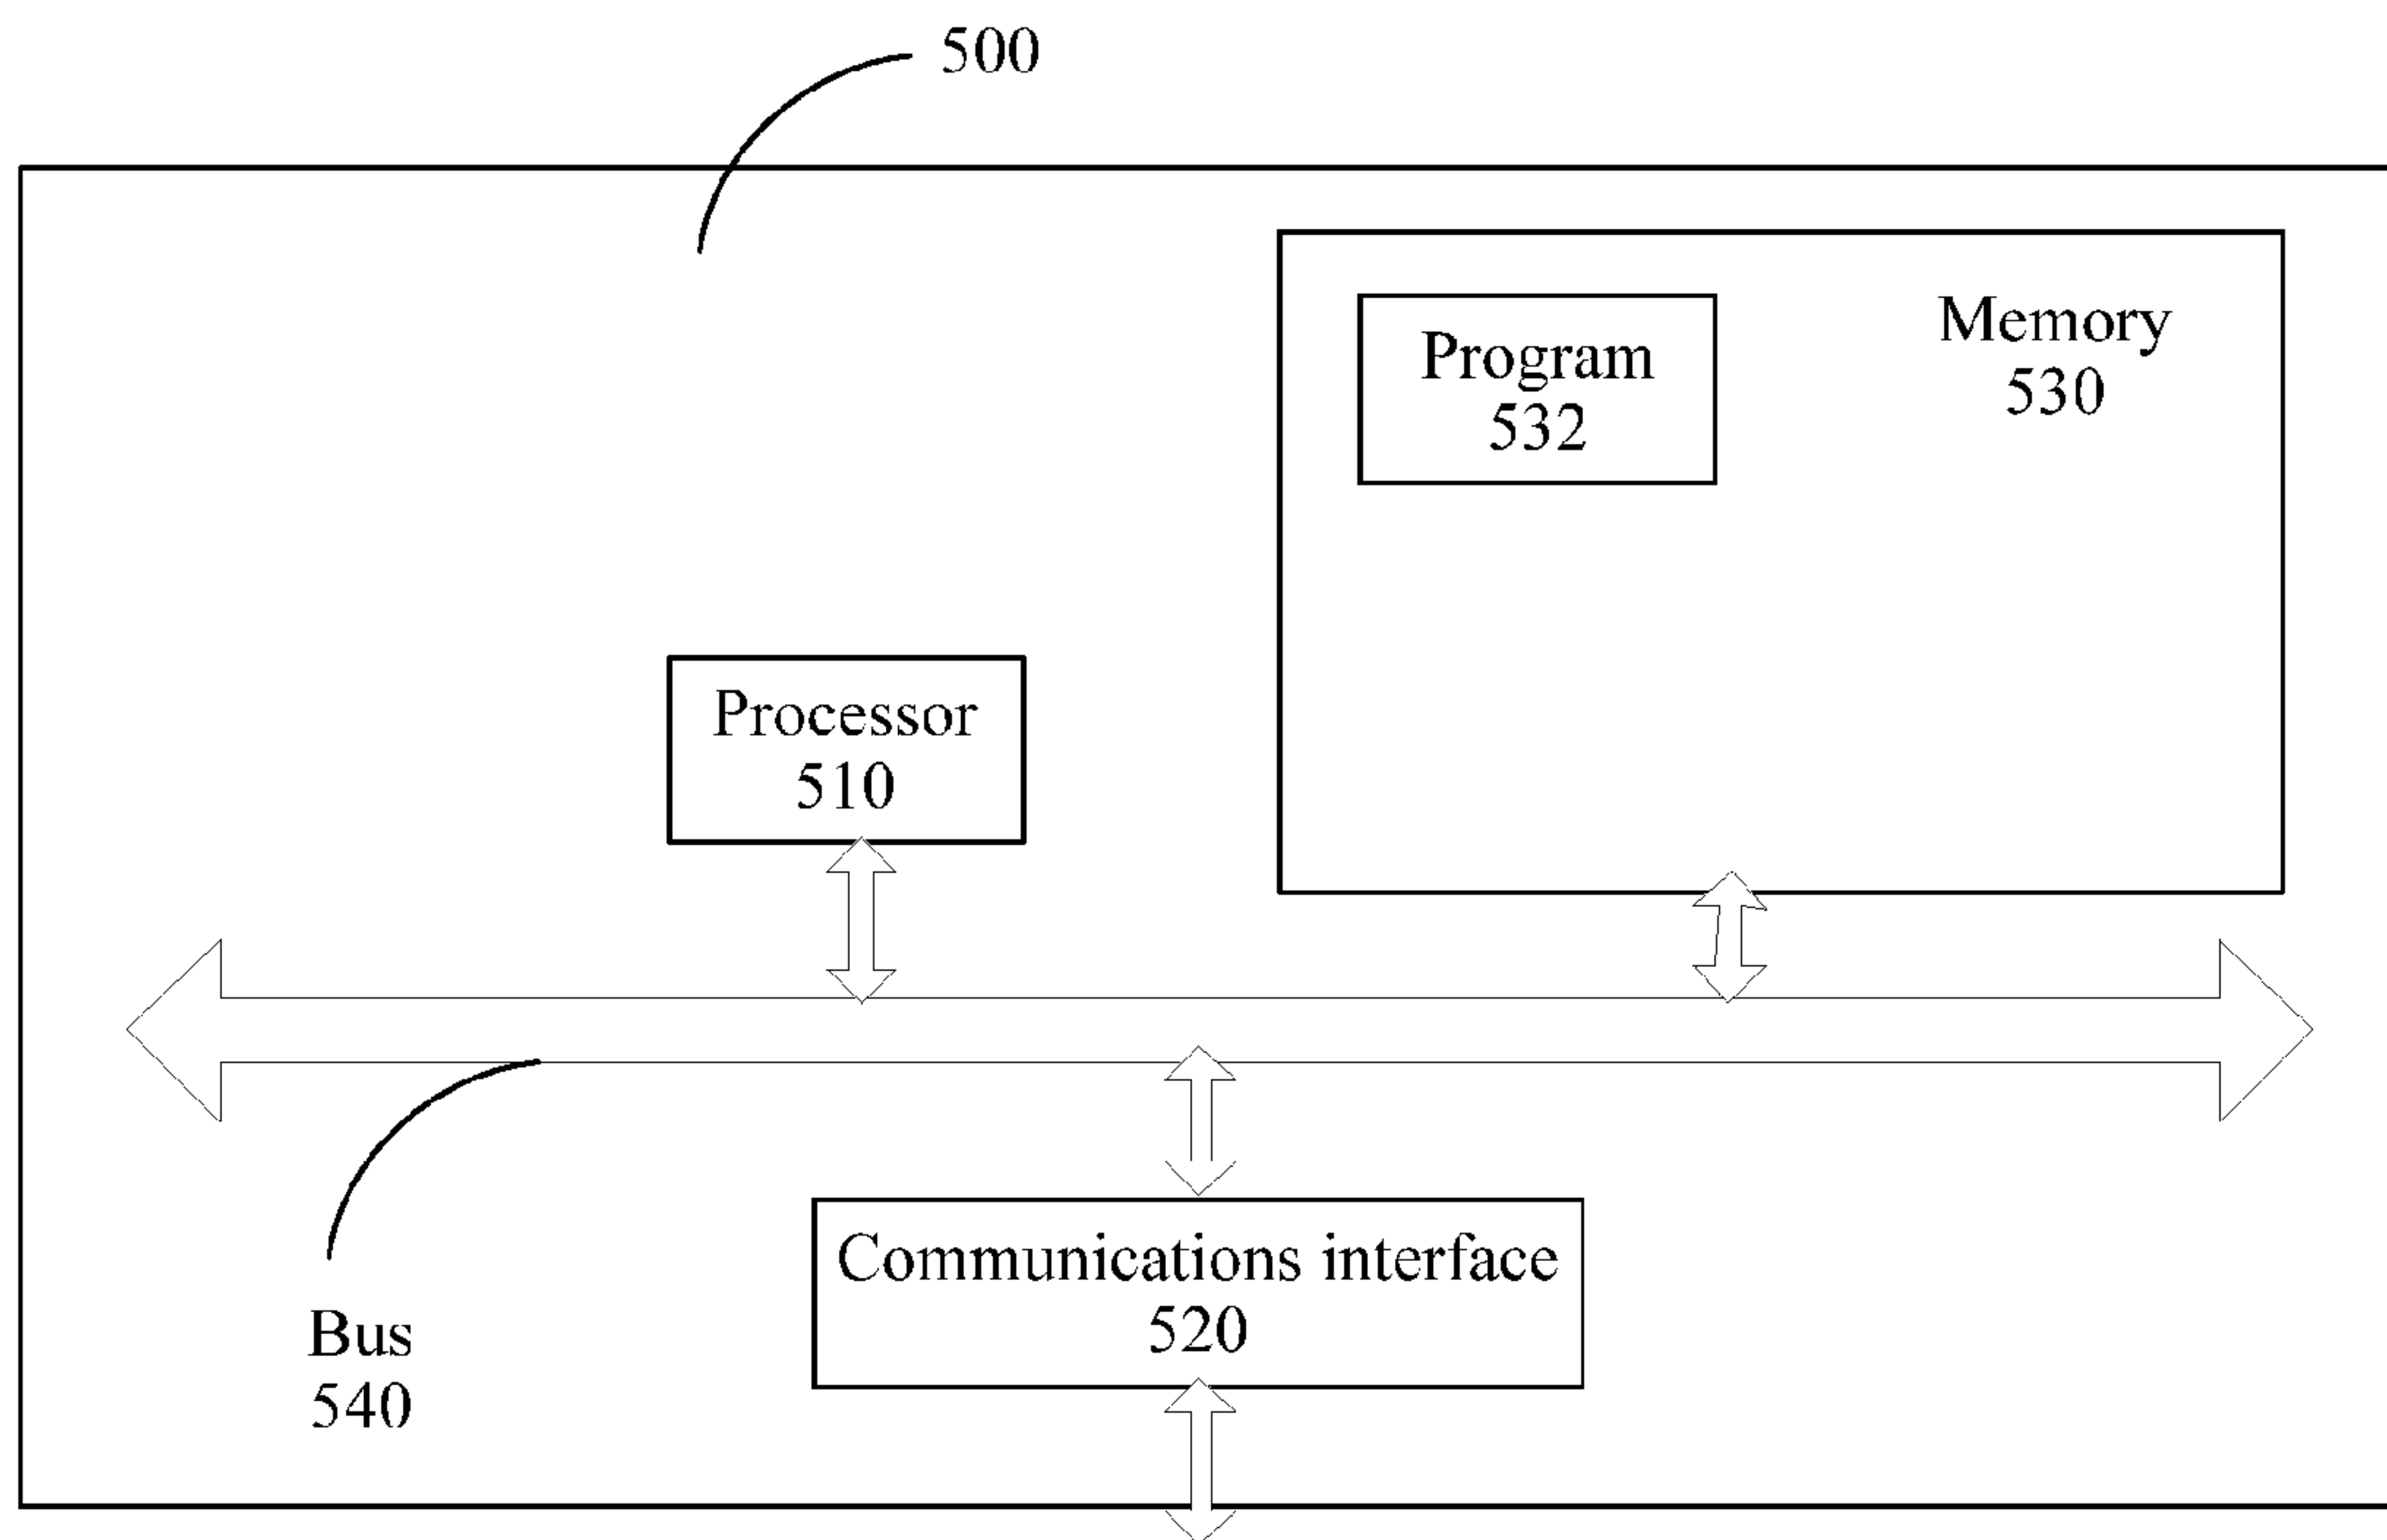 500
Program
532
Memory
530
Processor
510
Communications interface
520
Bus
540